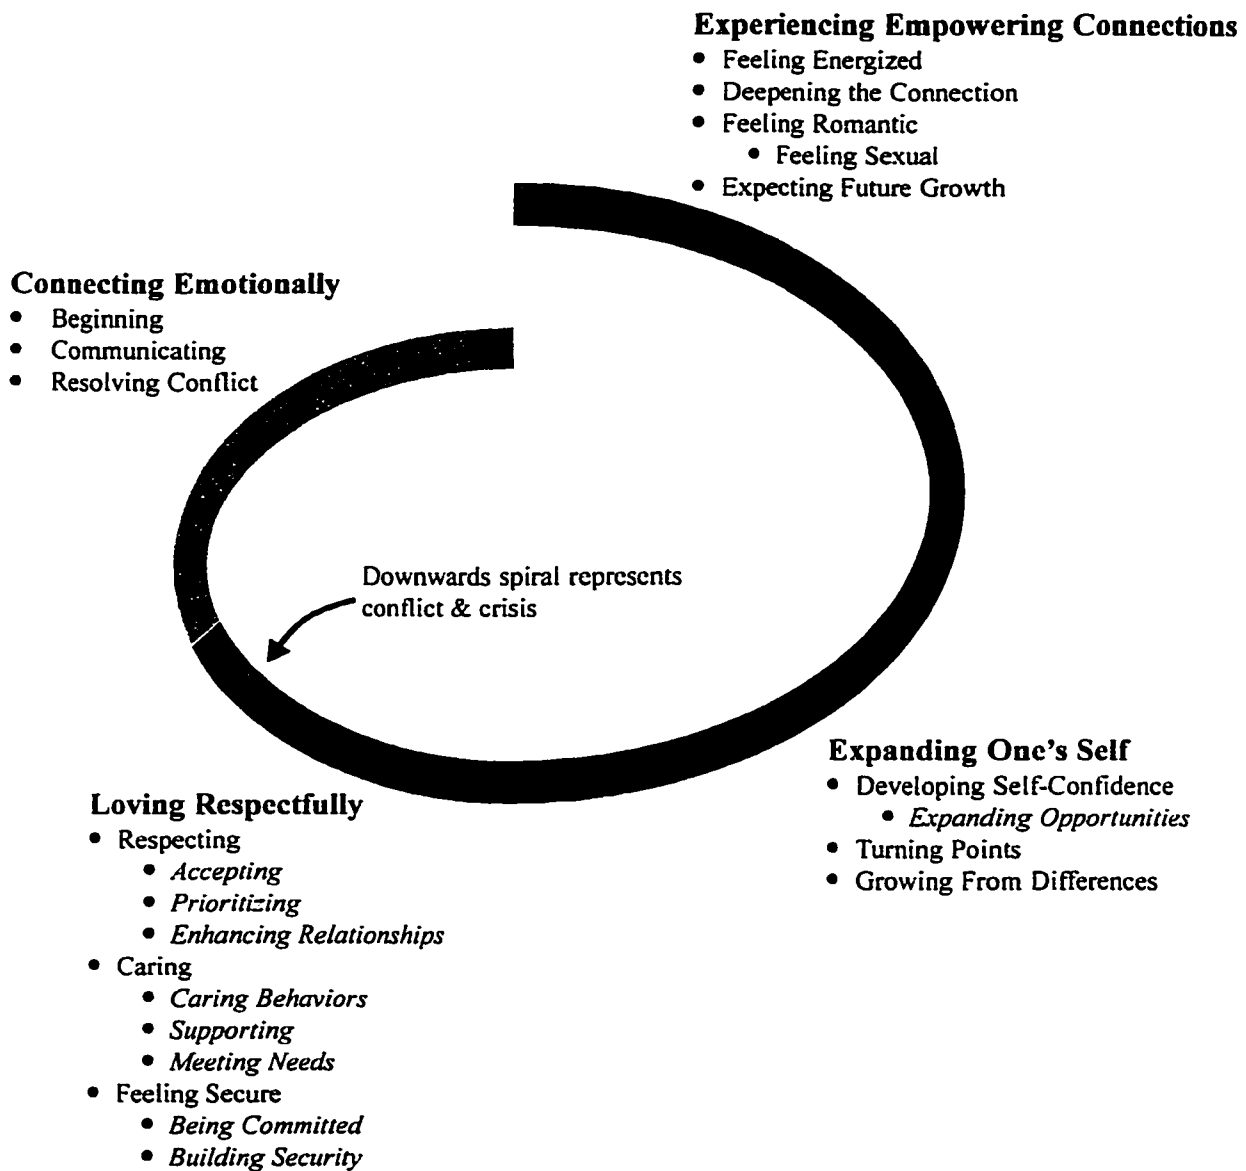 Experiencing Empowering Connections
• Feeling Energized
• Deepening the Connection
• Feeling Romantic
• Feeling Sexual
• Expecting Future Growth
Connecting Emotionally
• Beginning
• Communicating
• Resolving Conflict
Downwards spiral represents
conflict & crisis
Expanding One's Self
• Developing Self-Confidence
• Expanding Opportunities
• Turning Points
• Growing From Differences
Loving Respectfully
• Respecting
• Accepting
• Prioritizing
• Enhancing Relationships
• Caring
• Caring Behaviors
• Supporting
• Meeting Needs
• Feeling Secure
• Being Committed
• Building Security